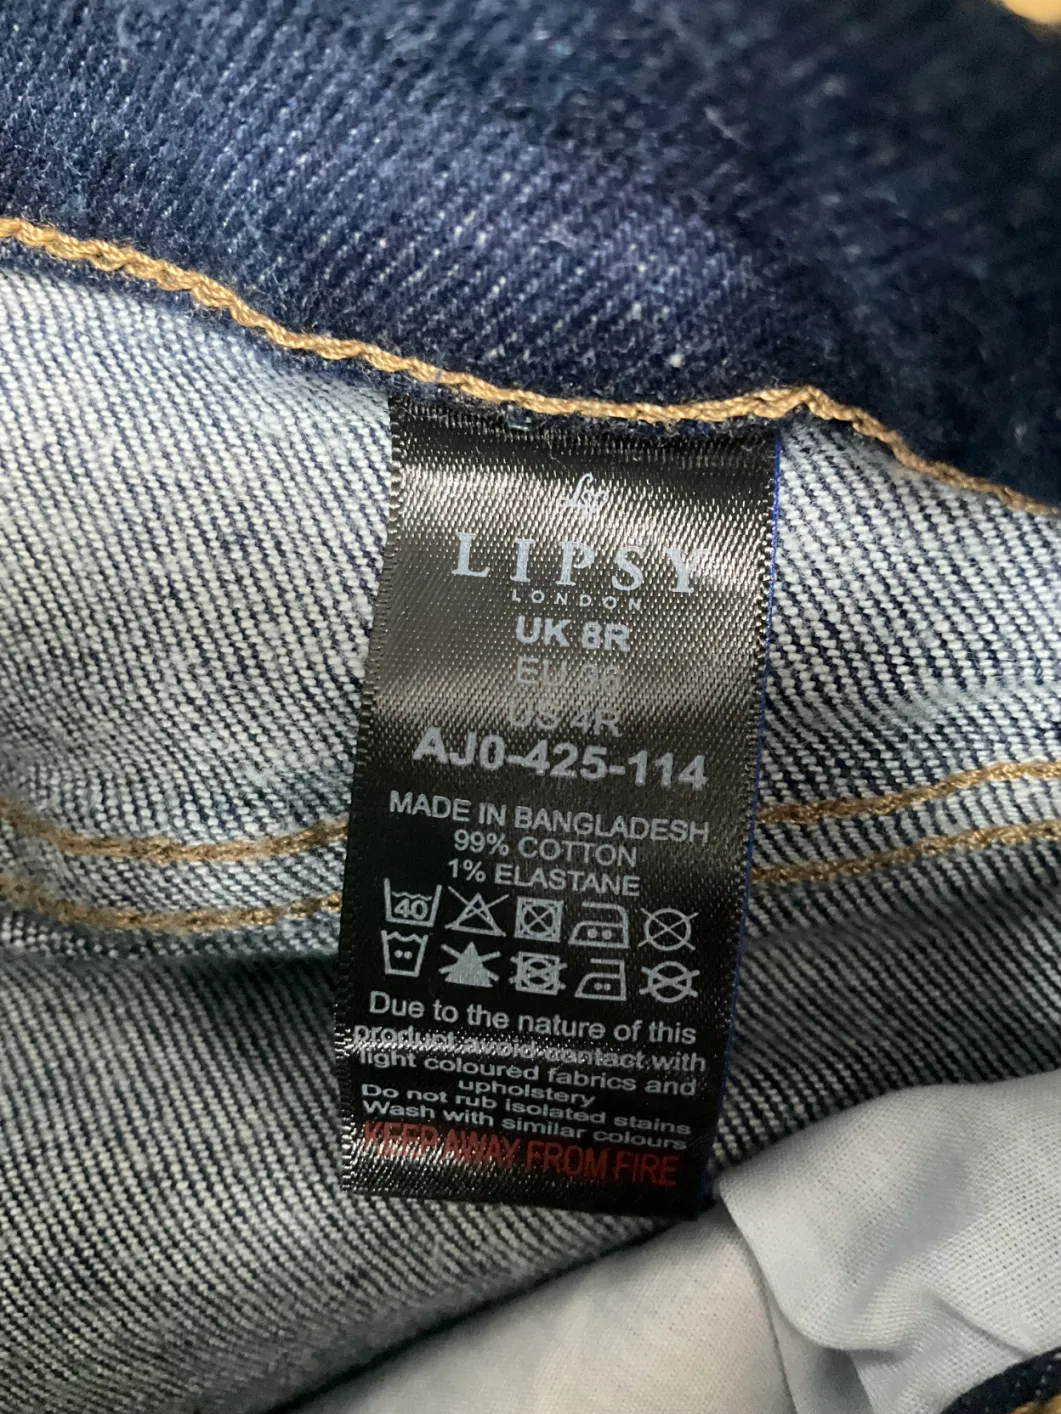 LIPSY
LONDON
UK 8R
EU 36
US 4R
AJ0-425-114
MADE IN BANGLADESH
99% COTTON
1% ELASTANE
40
Due to the nature of this
product avoid contact with
light coloured fabrics and
upholstery
Do not rub isolated stains
Wash with similar colours
KEEP AWAY FROM FIRE